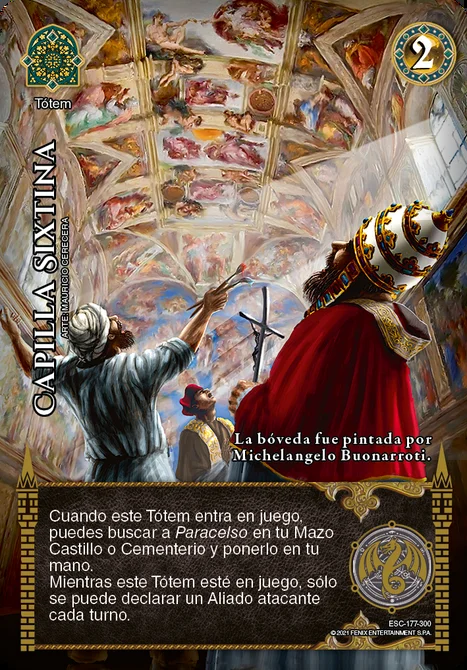 2
Tótem
CAPILLA SIXTINA
ARTE: MAURICIO CERECERA
La bóveda fue pintada por
Michelangelo Buonarroti.
Cuando este Tótem entra en juego,
puedes buscar a Paracelso en tu Mazo
Castillo o Cementerio y ponerlo en tu
mano.
Mientras este Tótem esté en juego, sólo
se puede declarar un Aliado atacante
cada turno.
ESC-177-300
©2021 FENIX ENTERTAINMENT S.P.A.